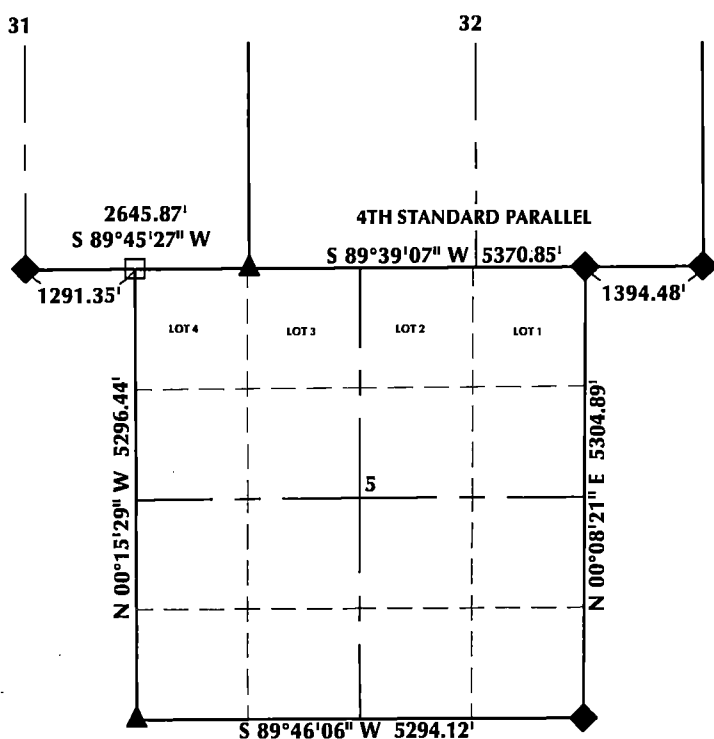 31
32
2645.87'
S 89°45'27" W
4TH STANDARD PARALLEL
S 89°39'07" W 5370.85'
1291.35'
1394.48'
LOT 4
LOT 3
LOT 2
LOT 1
N 00°15'29" W 5296.44'
N 00°08'21" E 5304.89'
5
S 89°46'06" W 5294.12'